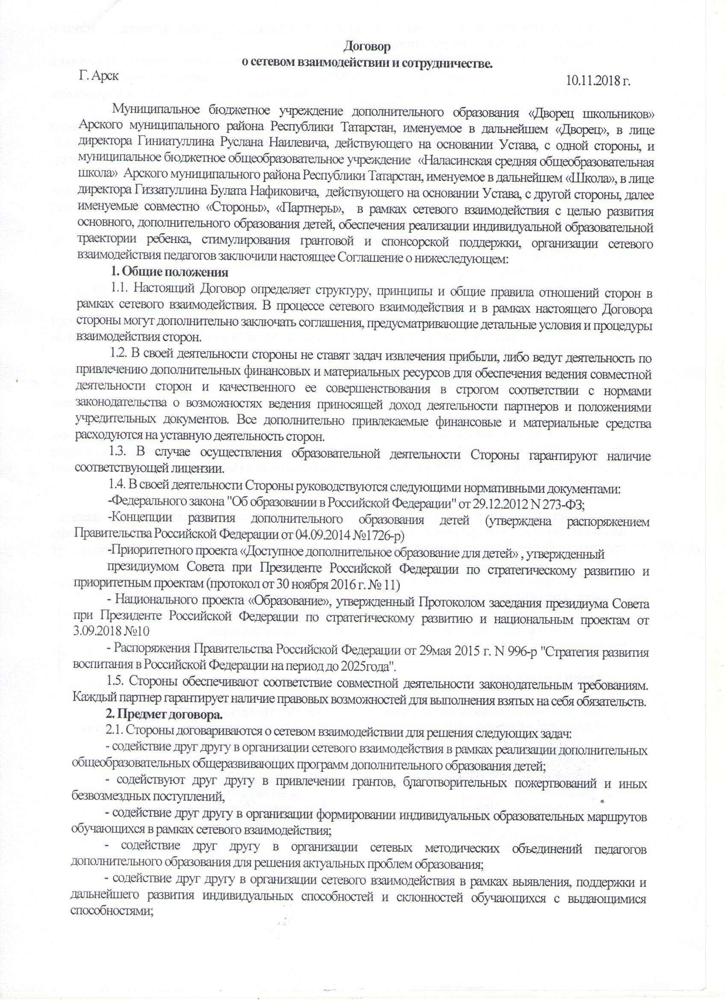 Договор
о сетевом взаимодействии и сотрудничестве.
Г. Арск
10.11.2018 г.
Муниципальное бюджетное учреждение дополнительного образования «Дворец школьников»
Арского муниципального района Республики Татарстан, именуемое в дальнейшем «Дворец», в лице
директора Гиниатуллина Руслана Наилевича, действующего на основании Устава, с одной стороны, и
муниципальное бюджетное общеобразовательное учреждение «Наласинская средняя общеобразовательная
школа» Арского муниципального района Республики Татарстан, именуемое в дальнейшем «Школа», в лице
директора Гиззатуллина Булата Нафиковича, действующего на основании Устава, с другой стороны, далее
именуемые совместно «Стороны», «Партнеры», в рамках сетевого взаимодействия с целью развития
основного, дополнительного образования детей, обеспечения реализации индивидуальной образовательной
траектории ребенка, стимулирования грантовой и спонсорской поддержки, организации сетевого
взаимодействия педагогов заключили настоящее Соглашение о нижеследующем:
1. Общие положения
1.1. Настоящий Договор определяет структуру, принципы и общие правила отношений сторон в
рамках сетевого взаимодействия. В процессе сетевого взаимодействия и в рамках настоящего Договора
стороны могут дополнительно заключать соглашения, предусматривающие детальные условия и процедуры
взаимодействия сторон.
1.2. В своей деятельности стороны не ставят задач извлечения прибыли, либо ведут деятельность по
привлечению дополнительных финансовых и материальных ресурсов для обеспечения ведения совместной
деятельности сторон и качественного ее совершенствования в строгом соответствии с нормами
законодательства о возможностях ведения приносящей доход деятельности партнеров и положениями
учредительных документов. Все дополнительно привлекаемые финансовые и материальные средства
расходуются на уставную деятельность сторон.
1.3. В случае осуществления образовательной деятельности Стороны гарантируют наличие
соответствующей лицензии.
1.4. В своей деятельности Стороны руководствуются следующими нормативными документами:
-Федерального закона "Об образовании в Российской Федерации" от 29.12.2012 N 273-ФЗ;
-Концепции развития дополнительного образования детей (утверждена распоряжением
Правительства Российской Федерации от 04.09.2014 №1726-р)
-Приоритетного проекта «Доступное дополнительное образование для детей» , утвержденный
президиумом Совета при Президенте Российской Федерации по стратегическому развитию и
приоритетным проектам (протокол от 30 ноября 2016 г. № 11)
- Национального проекта «Образование», утвержденный Протоколом заседания президиума Совета
при Президенте Российской Федерации по стратегическому развитию и национальным проектам от
3.09.2018 №10
- Распоряжения Правительства Российской Федерации от 29мая 2015 г. N 996-р "Стратегия развития
воспитания в Российской Федерации на период до 2025года".
1.5. Стороны обеспечивают соответствие совместной деятельности законодательным требованиям.
Каждый партнер гарантирует наличие правовых возможностей для выполнения взятых на себя обязательств.
2. Предмет договора.
2.1. Стороны договариваются о сетевом взаимодействии для решения следующих задач:
- содействие друг другу в организации сетевого взаимодействия в рамках реализации дополнительных
общеобразовательных общеразвивающих программ дополнительного образования детей;
- содействуют друг другу в привлечении грантов, благотворительных пожертвований и иных
безвозмездных поступлений,
- содействие друг другу в организации формировании индивидуальных образовательных маршрутов
обучающихся в рамках сетевого взаимодействия;
- содействие друг другу в организации сетевых методических объединений педагогов
дополнительного образования для решения актуальных проблем образования;
- содействие друг другу в организации сетевого взаимодействия в рамках выявления, поддержки и
дальнейшего развития индивидуальных способностей и склонностей обучающихся с выдающимися
способностями;